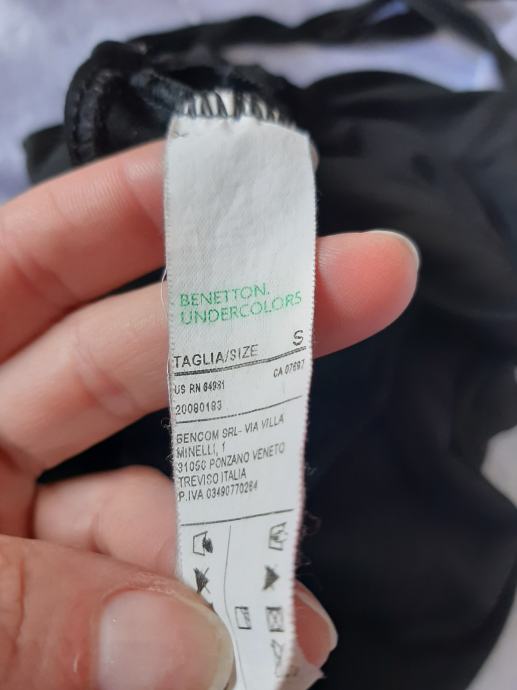 BENETTON.
UNDERCOLORS
TAGLIA/SIZE S
US RN 64981 CA 07697
20080183
BENCOM SRL- VIA VILLA
MINELLI, 1
31050 PONZANO VENETO
TREVISO ITALIA
P.IVA 03490770264